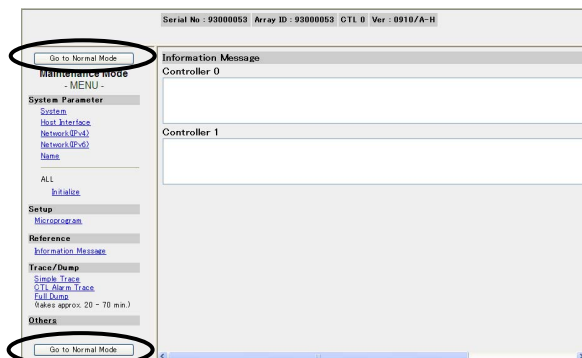 Serial No : 93000053 Array ID : 93000053 CTL 0 Ver : 0910/A-H
Go to Normal Mode
Maintenance Mode
- MENU -
System Parameter
System
Host Interface
Network(IPv4)
Network(IPv6)
Name
ALL
Initialize
Setup
Microprogram
Reference
Information Message
Trace/Dump
Simple Trace
CTL Alarm Trace
Full Dump
(takes approx. 20 - 70 min.)
Others
Go to Normal Mode
Information Message
Controller 0
Controller 1